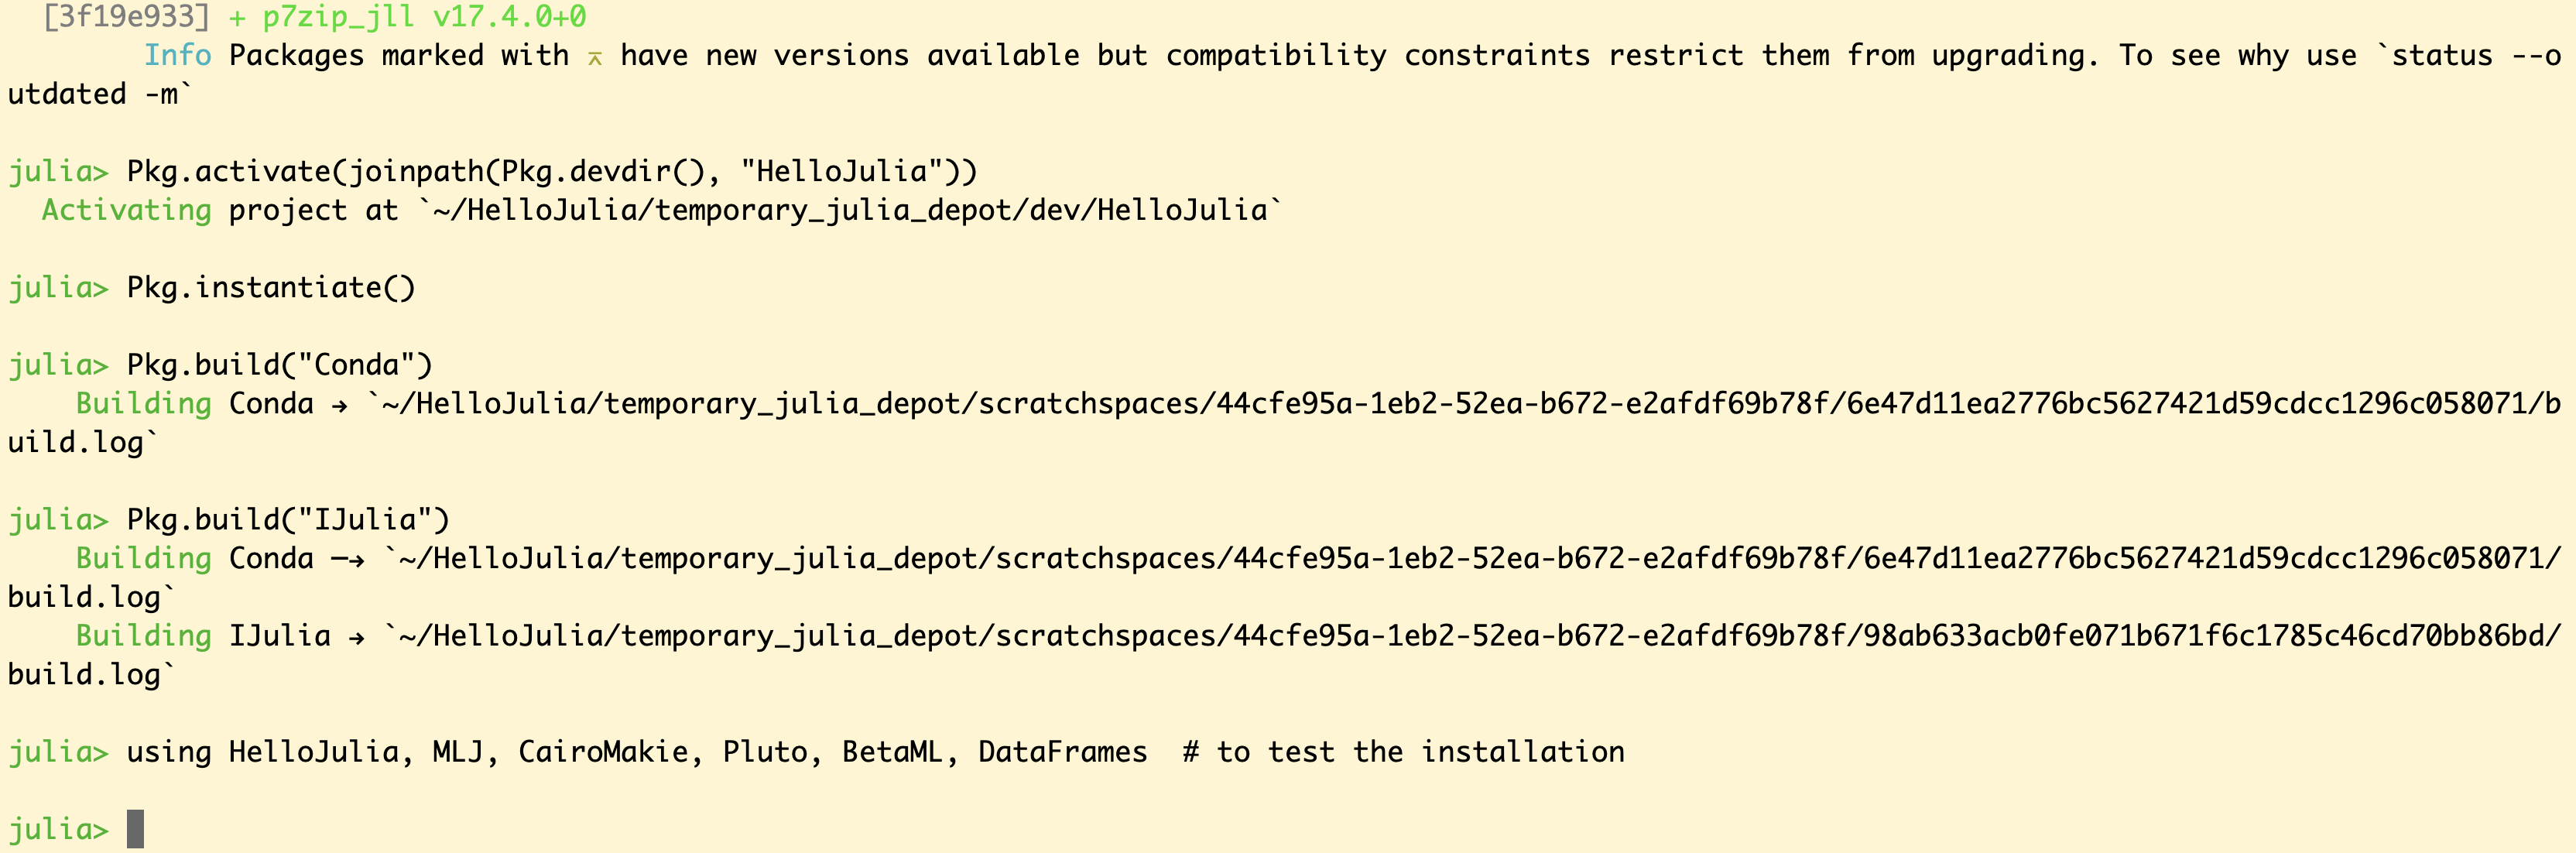 [3f19e933] + p7zip_jll v17.4.0+0
Info Packages marked with ⌅ have new versions available but compatibility constraints restrict them from upgrading. To see why use `status --o
utdated -m`
julia> Pkg.activate(joinpath(Pkg.devdir(), "HelloJulia"))
Activating project at `~/HelloJulia/temporary_julia_depot/dev/HelloJulia`
julia> Pkg.instantiate()
julia> Pkg.build("Conda")
Building Conda → `~/HelloJulia/temporary_julia_depot/scratchspaces/44cfe95a-1eb2-52ea-b672-e2afdf69b78f/6e47d11ea2776bc5627421d59cdcc1296c058071/b
uild.log`
julia> Pkg.build("IJulia")
Building Conda ─→ `~/HelloJulia/temporary_julia_depot/scratchspaces/44cfe95a-1eb2-52ea-b672-e2afdf69b78f/6e47d11ea2776bc5627421d59cdcc1296c058071/
build.log`
Building IJulia → `~/HelloJulia/temporary_julia_depot/scratchspaces/44cfe95a-1eb2-52ea-b672-e2afdf69b78f/98ab633acb0fe071b671f6c1785c46cd70bb86bd/
build.log`
julia> using HelloJulia, MLJ, CairoMakie, Pluto, BetaML, DataFrames  # to test the installation
julia>